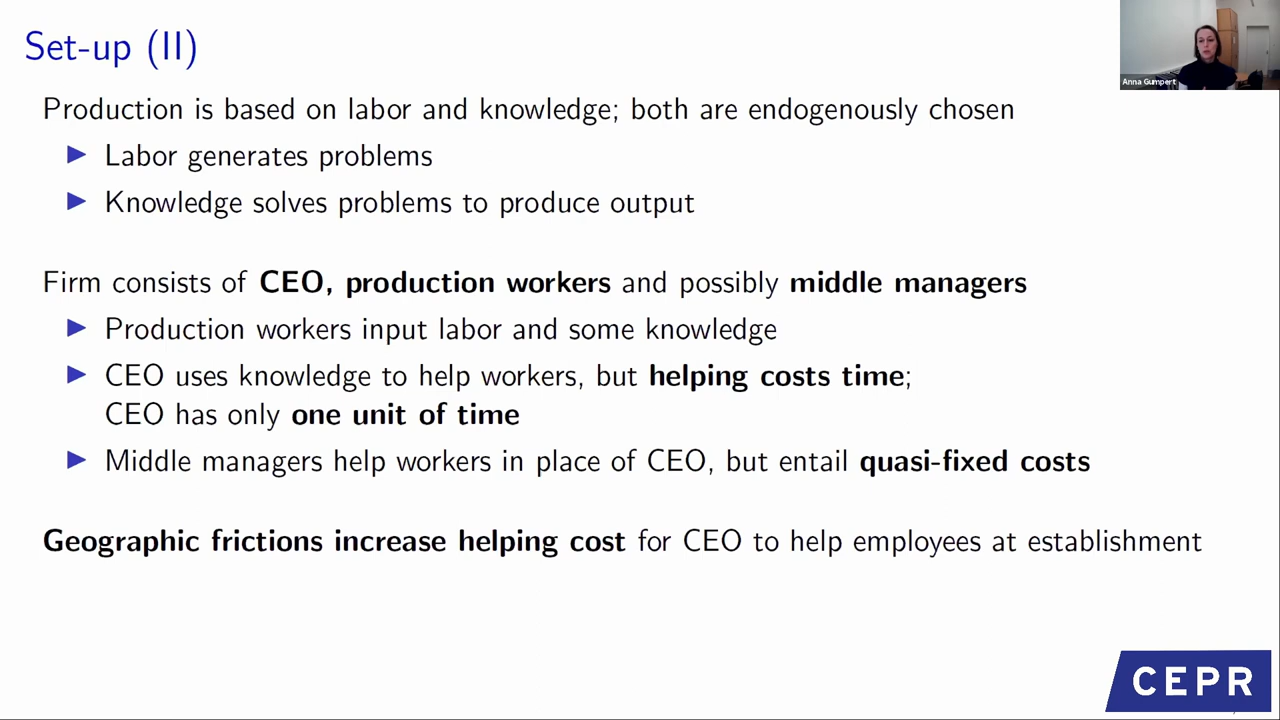 Set-up (II)
Anna Gumpert
Production is based on labor and knowledge; both are endogenously chosen
Labor generates problems
Knowledge solves problems to produce output
Firm consists of CEO, production workers and possibly middle managers
Production workers input labor and some knowledge
CEO uses knowledge to help workers, but helping costs time;
CEO has only one unit of time
Middle managers help workers in place of CEO, but entail quasi-fixed costs
Geographic frictions increase helping cost for CEO to help employees at establishment
CEPR